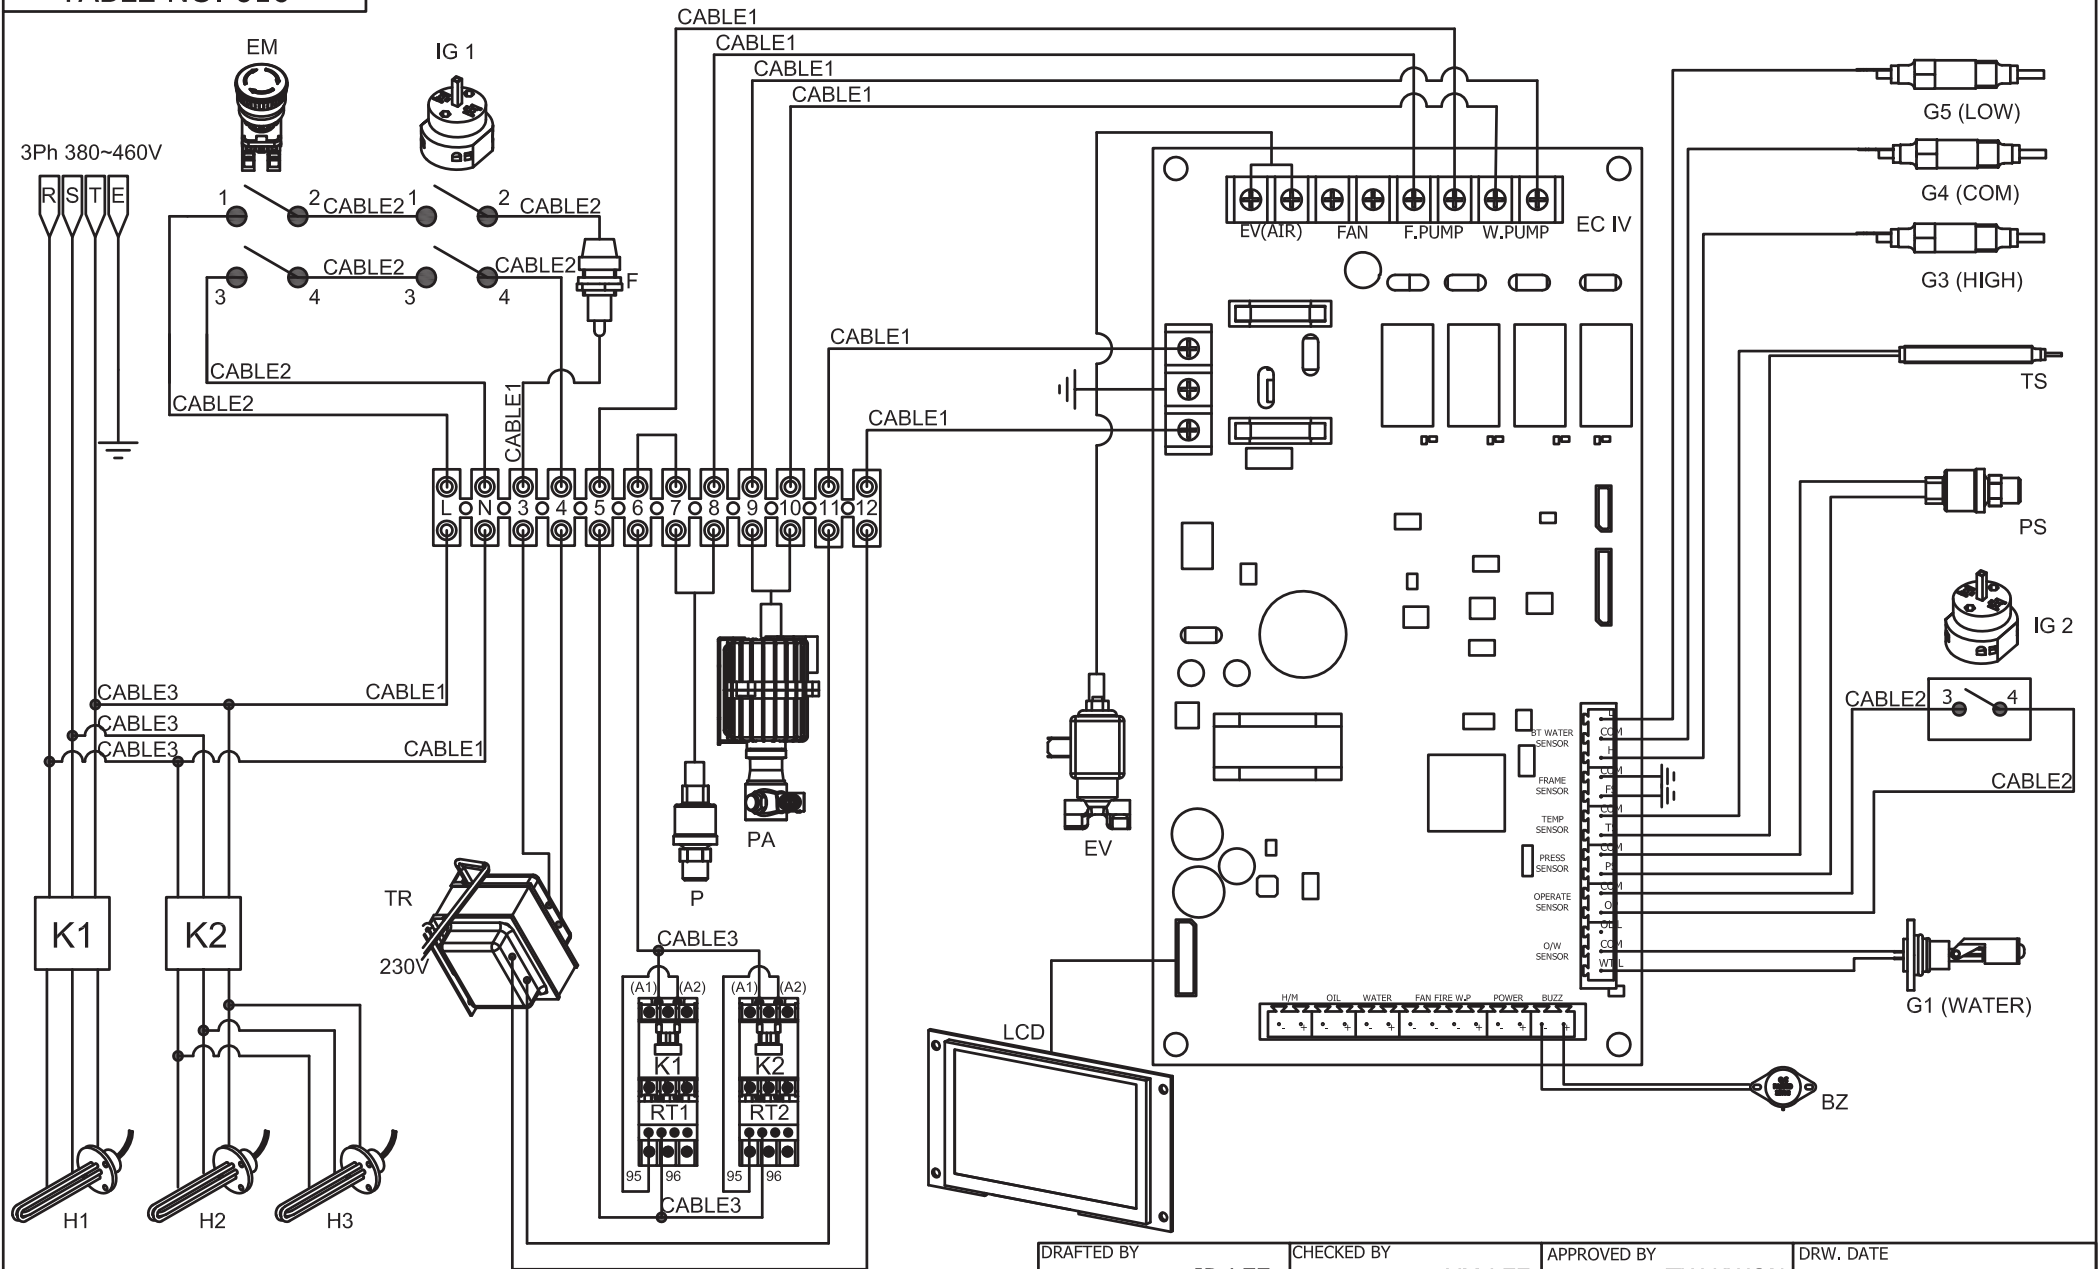 CABLE1
CABLE1
CABLE1
CABLE1
EM
IG 1
3Ph 380~460V
R S T E
1 2 CABLE2 1 2 CABLE2
3 4 CABLE2 3 4 CABLE2
F
CABLE2
CABLE2
CABLE1
CABLE1
CABLE1
L N 3 4 5 6 7 8 9 10 11 12
CABLE3 CABLE1
CABLE3
CABLE3 CABLE1
K1 K2
TR
230V
P
PA
EV
CABLE3
(A1) (A2) (A1) (A2)
K1 K2
RT1 RT2
95 96 95 96
CABLE3
H1 H2 H3
EV(AIR) FAN F.PUMP W.PUMP
EC IV
BT WATER SENSOR
COM
H
FRAME SENSOR
COM
FS
TEMP SENSOR
COM
TS
PRESS SENSOR
COM
PS
OPERATE SENSOR
COM
OP
O/W SENSOR
OIL L
COM
WT L
H/M OIL WATER FAN FIRE W.P POWER BUZZ
- + - + - + - - - + - + - +
LCD
BZ
G5 (LOW)
G4 (COM)
G3 (HIGH)
TS
PS
IG 2
CABLE2 3 4
CABLE2
G1 (WATER)
DRAFTED BY CHECKED BY APPROVED BY DRW. DATE